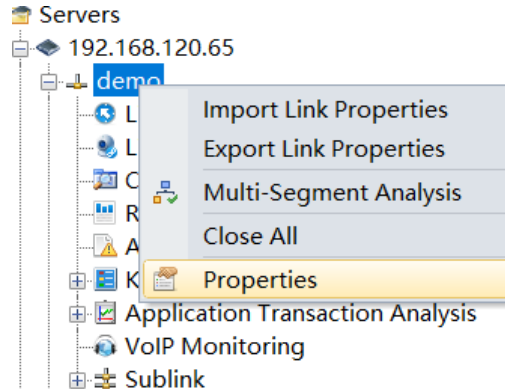 Servers
192.168.120.65
demo
L
Import Link Properties
L
Export Link Properties
C
Multi-Segment Analysis
R
Close All
A
K
Properties
Application Transaction Analysis
VoIP Monitoring
Sublink